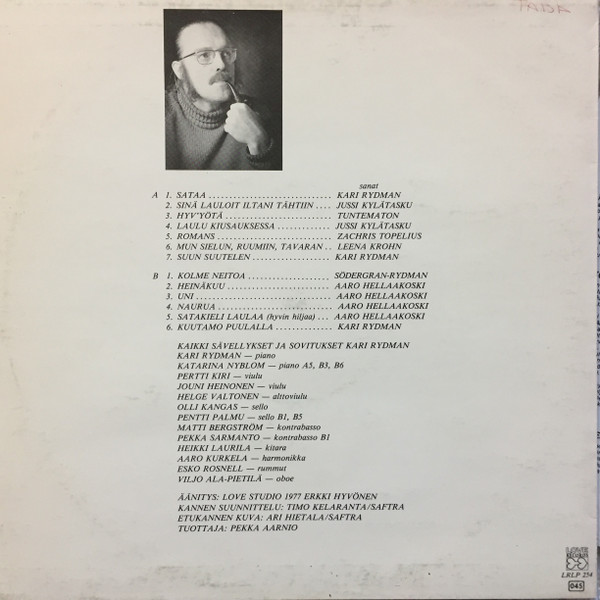 sanat
A 1. SATAA .............................. KARI RYDMAN
2. SINÄ LAULOIT ILTANI TÄHTIIN .... JUSSI KYLÄTASKU
3. HYV'YÖTÄ .......................... TUNTEMATON
4. LAULU KIUSAUKSESSA ............. JUSSI KYLÄTASKU
5. ROMANS ............................ ZACHRIS TOPELIUS
6. MUN SIELUN, RUUMIIN, TAVARAN .. LEENA KROHN
7. SUUN SUUTELEN ................... KARI RYDMAN
B 1. KOLME NEITOA .................... SÖDERGRAN-RYDMAN
2. HEINÄKUU .......................... AARO HELLAAKOSKI
3. UNI ................................. AARO HELLAAKOSKI
4. NAURUA ............................ AARO HELLAAKOSKI
5. SATAKIELI LAULAA (hyvin hiljaa) ... AARO HELLAAKOSKI
6. KUUTAMO PUULALLA .............. KARI RYDMAN
KAIKKI SÄVELLYKSET JA SOVITUKSET KARI RYDMAN
KARI RYDMAN — piano
KATARINA NYBLOM — piano A5, B3, B6
PERTTI KIRI — viulu
JOUNI HEINONEN — viulu
HELGE VALTONEN — alttoviulu
OLLI KANGAS — sello
PENTTI PALMU — sello B1, B5
MATTI BERGSTRÖM — kontrabasso
PEKKA SARMANTO — kontrabasso B1
HEIKKI LAURILA — kitara
AARO KURKELA — harmonikka
ESKO ROSNELL — rummut
VILJO ALA-PIETILÄ — oboe
ÄÄNITYS: LOVE STUDIO 1977 ERKKI HYVÖNEN
KANNEN SUUNNITTELU: TIMO KELARANTA/SAFTRA
ETUKANNEN KUVA: ARI HIETALA/SAFTRA
TUOTTAJA: PEKKA AARNIO
LOVE
RECORDS
LRLP 254
045